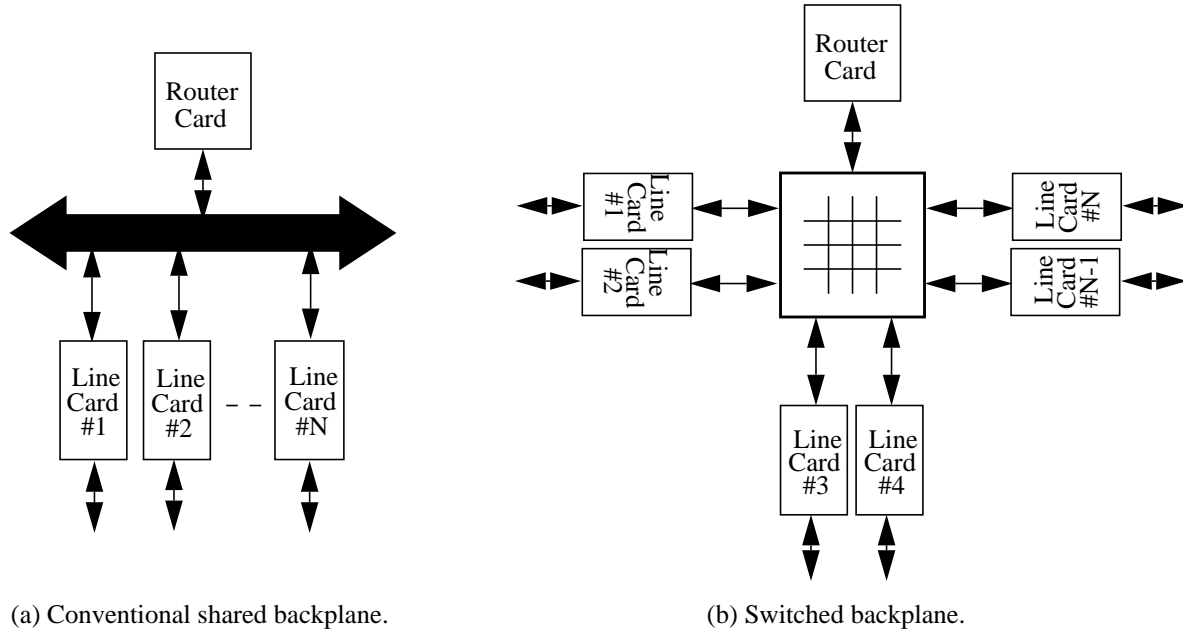 Router
Card
Line
Card
#1
Line
Card
#2
Line
Card
#N
(a) Conventional shared backplane.
Router
Card
Line
Card
#1
Line
Card
#2
Line
Card
#N
Line
Card
#N-1
Line
Card
#3
Line
Card
#4
(b) Switched backplane.